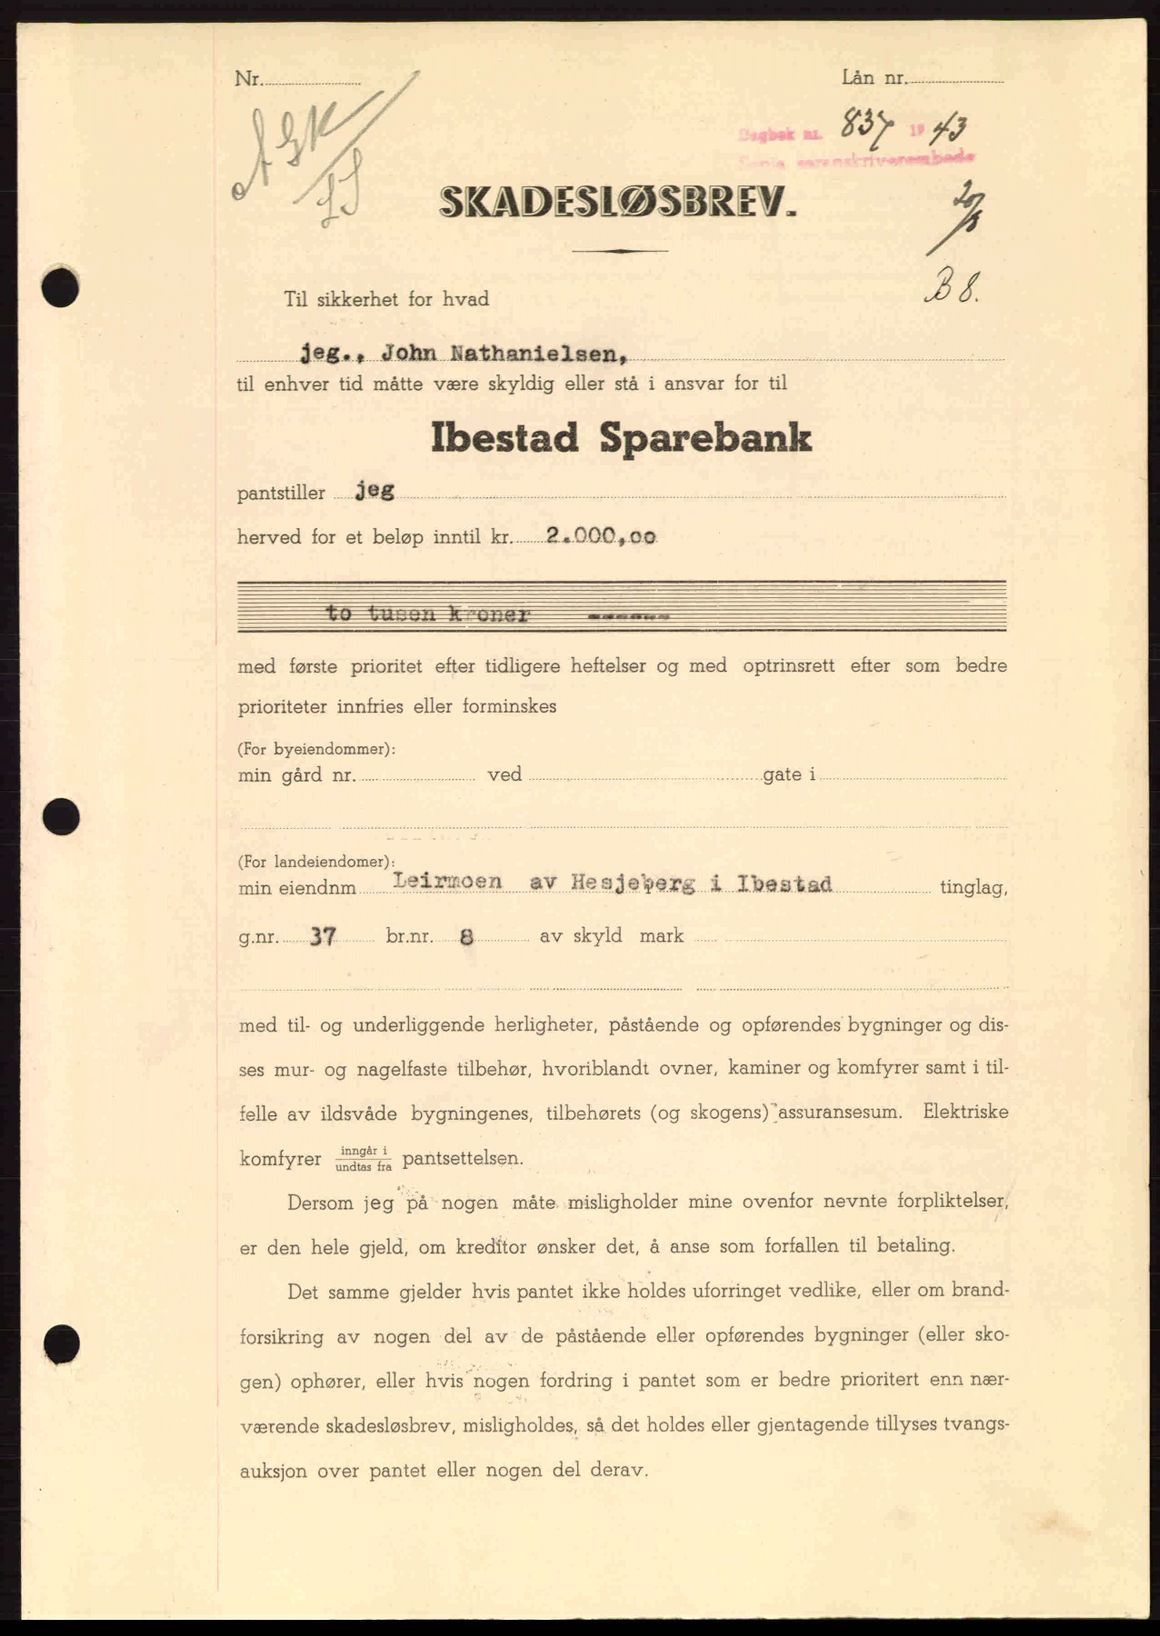 Nr.
Lån nr.
Dagbok nr. 837 19 43
Senja sorenskriverembede
SKADESLØSBREV.
20/8
B 8.
Til sikkerhet for hvad
jeg., John Nathanielsen,
til enhver tid måtte være skyldig eller stå i ansvar for til
Ibestad Sparebank
pantstiller jeg
herved for et beløp inntil kr. 2.000,00
to tusen kroner -------
med første prioritet efter tidligere heftelser og med optrinsrett efter som bedre
prioriteter innfries eller forminskes
(For byeiendommer):
min gård nr. ved gate i
(For landeiendomer):
min eiendnm Leirmoen av Hesjeberg i Ibestad tinglag,
g.nr. 37 br.nr. 8 av skyld mark
med til- og underliggende herligheter, påstående og opførendes bygninger og dis-
ses mur- og nagelfaste tilbehør, hvoriblandt ovner, kaminer og komfyrer samt i til-
felle av ildsvåde bygningenes, tilbehørets (og skogens) assuransesum. Elektriske
komfyrer inngår i / undtas fra pantsettelsen.
Dersom jeg på nogen måte misligholder mine ovenfor nevnte forpliktelser,
er den hele gjeld, om kreditor ønsker det, å anse som forfallen til betaling.
Det samme gjelder hvis pantet ikke holdes uforringet vedlike, eller om brand-
forsikring av nogen del av de påstående eller opførendes bygninger (eller sko-
gen) ophører, eller hvis nogen fordring i pantet som er bedre prioritert enn nær-
værende skadesløsbrev, misligholdes, så det holdes eller gjentagende tillyses tvangs-
auksjon over pantet eller nogen del derav.